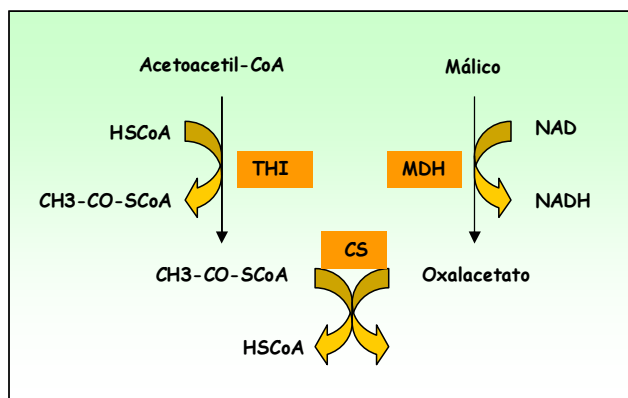 Acetoacetil-CoA
Málico
HSCoA
NAD
THI
MDH
CH3-CO-SCoA
NADH
CS
CH3-CO-SCoA
Oxalacetato
HSCoA